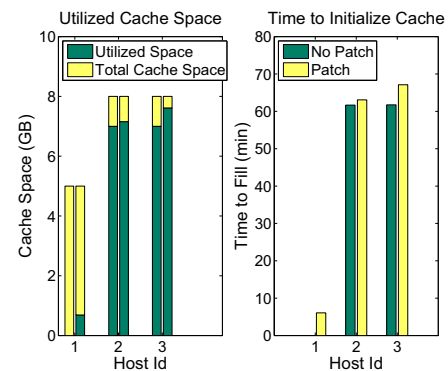 Utilized Cache Space
Cache Space (GB)
10
8
6
4
2
0
Utilized Space
Total Cache Space
1 2 3
Host Id
Time to Initialize Cache
Time to Fill (min)
80
70
60
50
40
30
20
10
0
No Patch
Patch
1 2 3
Host Id